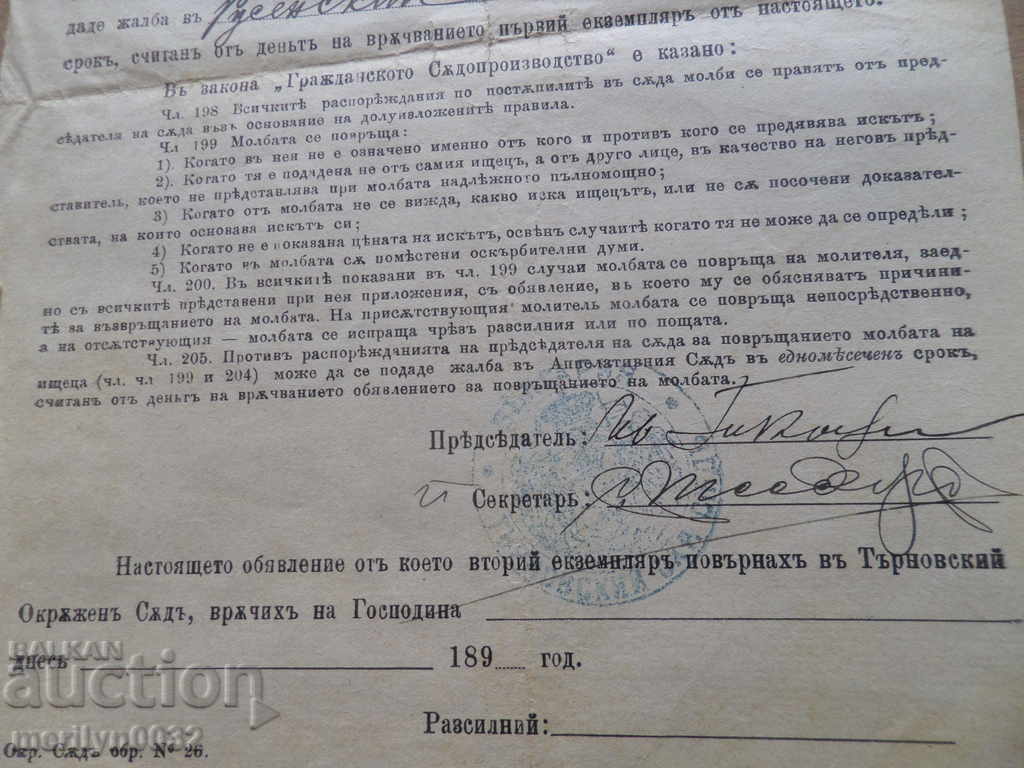 даде жалба въ Русенский
срокъ, считанъ отъ деньтъ на врѫчванието първий екземпляръ отъ настоящето.
Въ закона „Гражданското Сѫдопроизводство“ е казано:
Чл. 198 Всичкитѣ распорѣждания по постѫпилитѣ въ сѫда молби се правятъ отъ пред-
сѣдателя на сѫда възъ основание на долуизложенитѣ правила.
Чл 199 Молбата се повръща:
1). Когато въ нея не е означено именно отъ кого и противъ кого се предявява искътъ;
2). Когато тя е подадена не отъ самия ищецъ, а отъ друго лице, въ качество на неговъ прѣд-
ставитель, което не прѣдставлява при молбата надлѣжното пълномощно;
3) Когато отъ молбата не се вижда, какво иска ищецътъ, или не сѫ посочени доказател-
ствата, на които основава искътъ си;
4) Когато не е показана цѣната на искътъ, освѣнъ случаитѣ когато тя не може да се опредѣли;
5) Когато въ молбата сѫ помѣстени оскърбителни думи.
Чл. 200. Въ всичкитѣ показани въ чл. 199 случаи молбата се повръща на молителя, заед-
но съ всичкитѣ прѣдставени при нея приложения, съ обявление, въ което му се обясняватъ причини-
тѣ за възвръщанието на молбата. На присѫтствующия молитель молбата се повръща непосрѣдственно,
а на отсѫтствующия — молбата се испраща чрѣзъ разсилния или по пощата.
Чл. 205. Противъ распорѣжданията на прѣдсѣдателя на сѫда за повръщанието молбата на
ищеца (чл. чл 199 и 204) може да се подаде жалба въ Аппелативния Сѫдъ въ едномѣсеченъ срокъ,
считанъ отъ деньтъ на врѫчванието обявлението за повръщанието на молбата.
Прѣдсѣдатель:
Секретарь:
Настоящето обявление отъ което вторий екземпляръ повърнахъ въ Търновский
Окрѫженъ Сѫдъ, врѫчихъ на Господина
днесь 189 год.
Разсилний:
Окр. Сѫдъ обр. № 26.
BALKAN
auction
merilyp0032